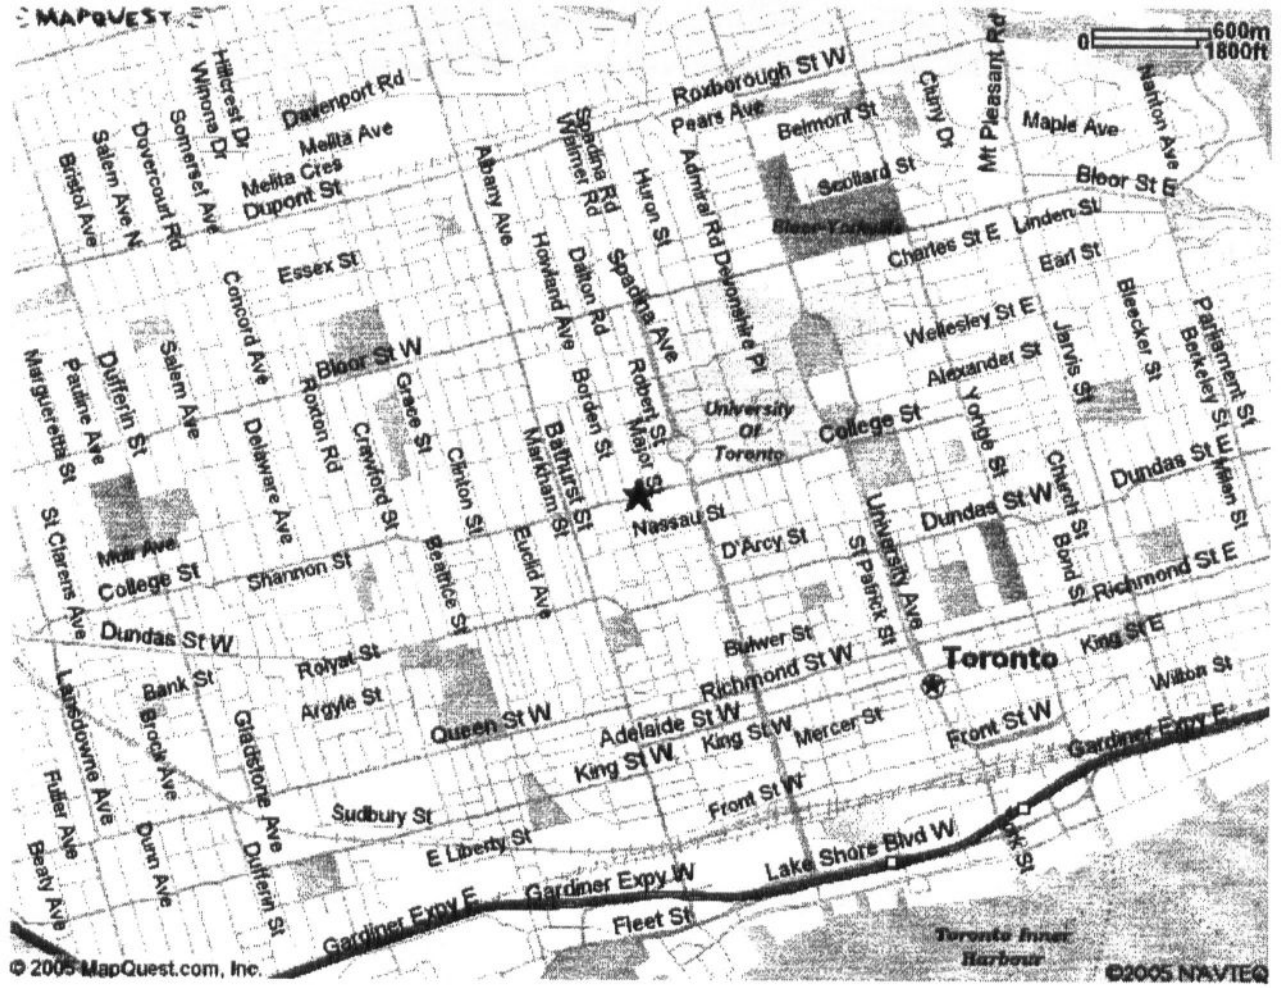 MAPQUEST
600m
0
1800ft
Mt Pleasant Rd
Nanton Ave
Hillcrest Dr
Winona Dr
Davenport Rd
Roxborough St W
Pears Ave
Belmont St
Cluny Dr
Maple Ave
Somerset Ave
Dovercourt Rd
Salem Ave N
Bristol Ave
Melita Ave
Melita Cres
Dupont St
Spadina Rd
Walmer Rd
Albany Ave
Huron St
Admiral Rd
Scollard St
Bloor St E
Bloor-Yorkville
Linden St
Charles St E
Earl St
Essex St
Concord Ave
Howland Ave
Dalton Rd
Spadina Ave
Devonshire Pl
Wellesley St E
Bleecker St
Parliament St
Berkeley St
Bloor St W
Salem Ave
Dufferin St
Pauline Ave
Margueretta St
Alexander St
Jarvis St
Roxton Rd
Grace St
Borden St
Robert St
Major St
University
Of
Toronto
College St
Yonge St
Delaware Ave
Crawford St
Clinton St
Bathurst St
Markham St
Dundas St E
Milan St
Church St
Dundas St W
Nassau St
University Ave
St Clarens Ave
Muir Ave
College St
Shannon St
Beatrice St
Euclid Ave
D'Arcy St
St Patrick St
Bond St
Richmond St E
Dundas St W
Rolyat St
Bulwer St
King St E
Toronto
Bank St
Argyle St
Richmond St W
Wilton St
Lansdowne Ave
Brock Ave
Gladstone Ave
Queen St W
Adelaide St W
King St W
Mercer St
Front St W
King St W
Gardiner Expy E
Fuller Ave
Sudbury St
Front St W
Beaty Ave
Dunn Ave
Dufferin St
E Liberty St
Lake Shore Blvd W
York St
Gardiner Expy W
Gardiner Expy E
Fleet St
Toronto Inner
Harbour
© 2005 MapQuest.com, Inc.
©2005 NAVTEQ